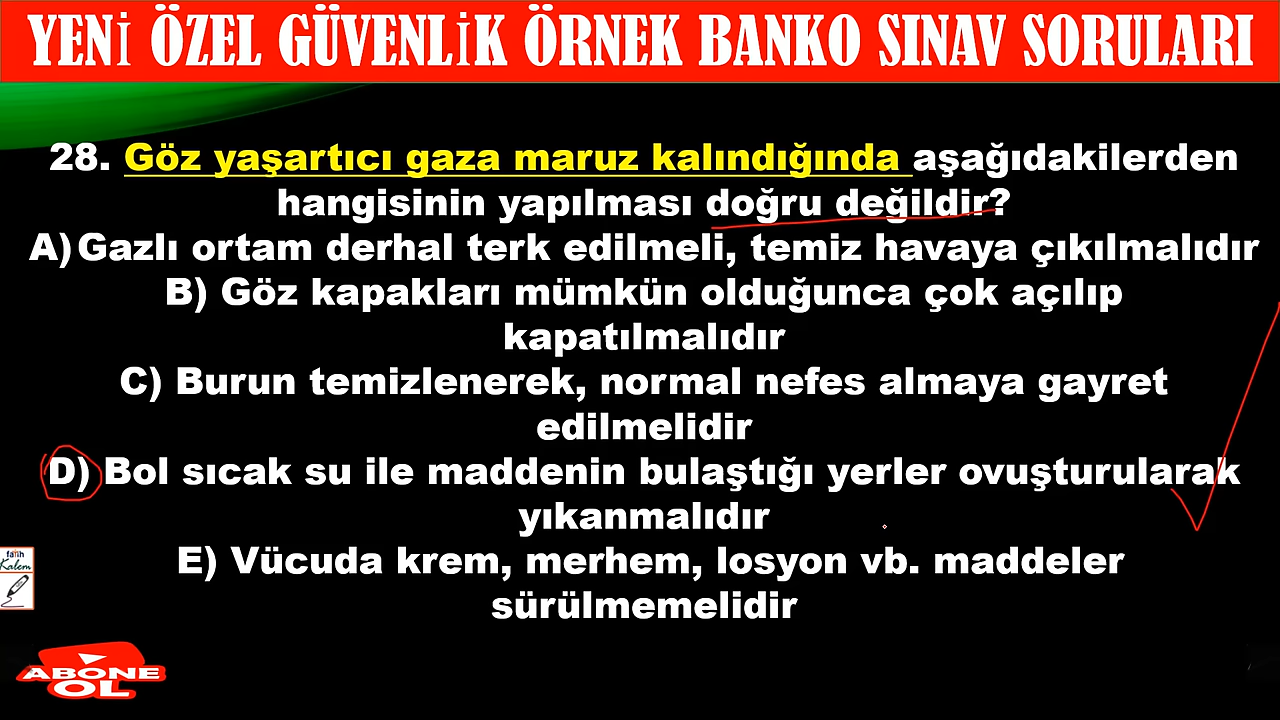 YENİ ÖZEL GÜVENLİK ÖRNEK BANKO SINAV SORULARI
28. Göz yaşartıcı gaza maruz kalındığında aşağıdakilerden
hangisinin yapılması doğru değildir?
A) Gazlı ortam derhal terk edilmeli, temiz havaya çıkılmalıdır
B) Göz kapakları mümkün olduğunca çok açılıp
kapatılmalıdır
C) Burun temizlenerek, normal nefes almaya gayret
edilmelidir
D) Bol sıcak su ile maddenin bulaştığı yerler ovuşturularak
yıkanmalıdır
E) Vücuda krem, merhem, losyon vb. maddeler
sürülmemelidir
fatih
Kalem
ABONE
OL